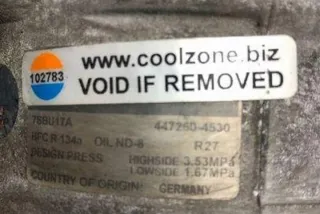 www.coolzone.biz
102783
VOID IF REMOVED
447260-4530
HFC R-134a OIL ND-8 R27
DESIGN PRESS HIGHSIDE 3.53MPa
LOWSIDE 1.67MPa
COUNTRY OF ORIGIN GERMANY